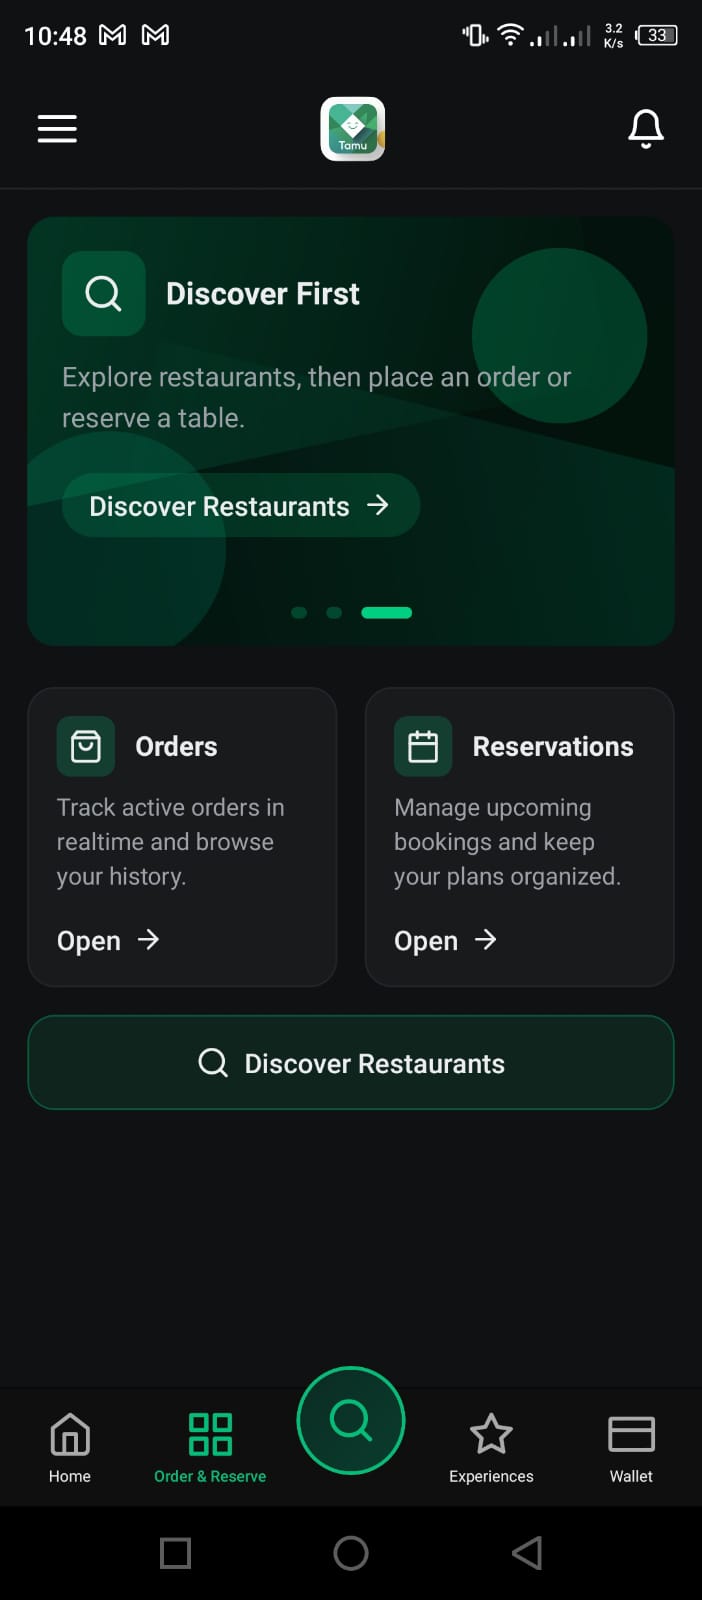 10:48
3.2
K/s
33
Tamu
Discover First
Explore restaurants, then place an order or
reserve a table.
Discover Restaurants
Orders
Track active orders in
realtime and browse
your history.
Open
Reservations
Manage upcoming
bookings and keep
your plans organized.
Open
Discover Restaurants
Home
Order & Reserve
Experiences
Wallet